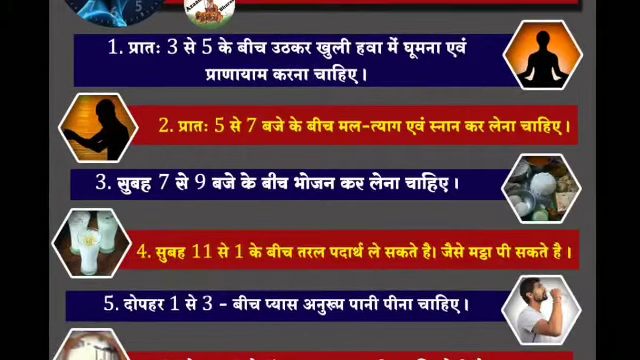 1. प्रातः 3 से 5 के बीच उठकर खुली हवा में घूमना एवं
प्राणायाम करना चाहिए।
2. प्रातः 5 से 7 बजे के बीच मल-त्याग एवं स्नान कर लेना चाहिए।
3. सुबह 7 से 9 बजे के बीच भोजन कर लेना चाहिए।
4. सुबह 11 से 1 के बीच तरल पदार्थ ले सकते है। जैसे मट्ठा पी सकते है।
5. दोपहर 1 से 3 - बीच प्यास अनुरूप पानी पीना चाहिए।